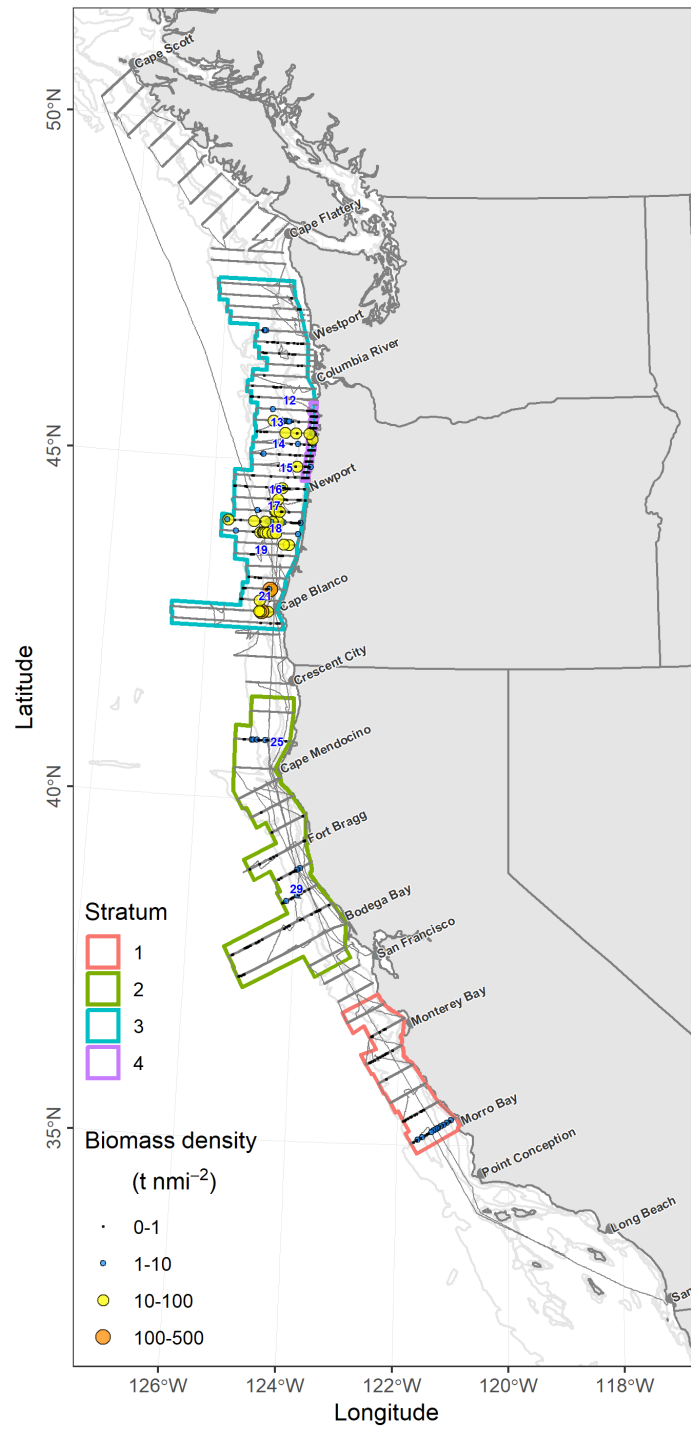 Cape Scott
50°N
Cape Flattery
Westport
Columbia River
12
13
45°N
14
15
Newport
16
17
18
19
21
Cape Blanco
Crescent City
Latitude
25
Cape Mendocino
40°N
Fort Bragg
29
Bodega Bay
San Francisco
Stratum
1
2
3
4
Monterey Bay
Morro Bay
35°N
Biomass density
(t nmi−2)
Point Conception
0-1
1-10
10-100
100-500
Long Beach
San
126°W 124°W 122°W 120°W 118°W
Longitude